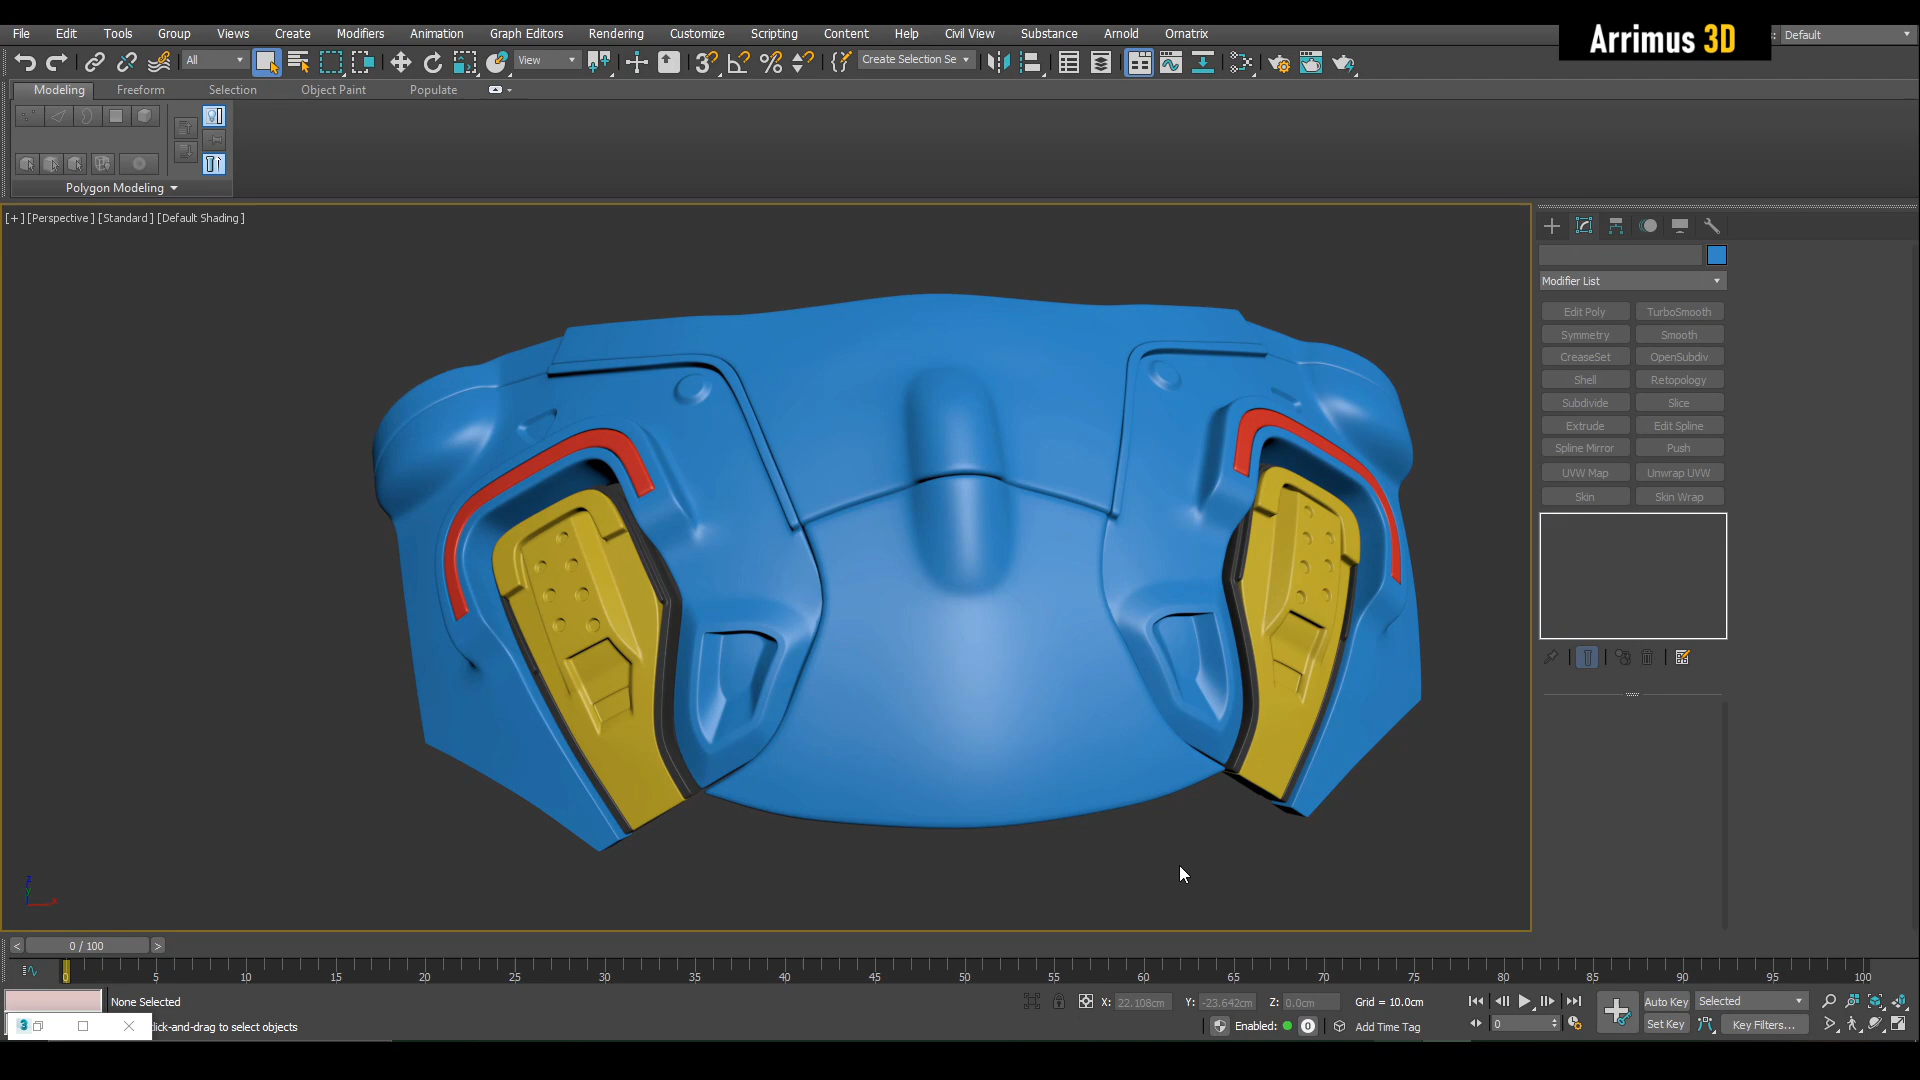 File Edit Tools Group Views Create Modifiers Animation Graph Editors Rendering Customize Scripting Content Help Civil View Substance Arnold Ornatrix
Arrimus 3D
: Default
All
View
Create Selection Se
Modeling Freeform Selection Object Paint Populate
Polygon Modeling
[+] [Perspective] [Standard] [Default Shading]
Modifier List
Edit Poly TurboSmooth
Symmetry Smooth
CreaseSet OpenSubdiv
Shell Retopology
Subdivide Slice
Extrude Edit Spline
Spline Mirror Push
UVW Map Unwrap UVW
Skin Skin Wrap
z
x
< 0 / 100 >
0 5 10 15 20 25 30 35 40 45 50 55 60 65 70 75 80 85 90 95 100
None Selected
X: 22.108cm Y: -23.642cm Z: 0.0cm Grid = 10.0cm
Auto Key Selected
3
lick-and-drag to select objects
Enabled: 0 Add Time Tag
0
Set Key Key Filters...